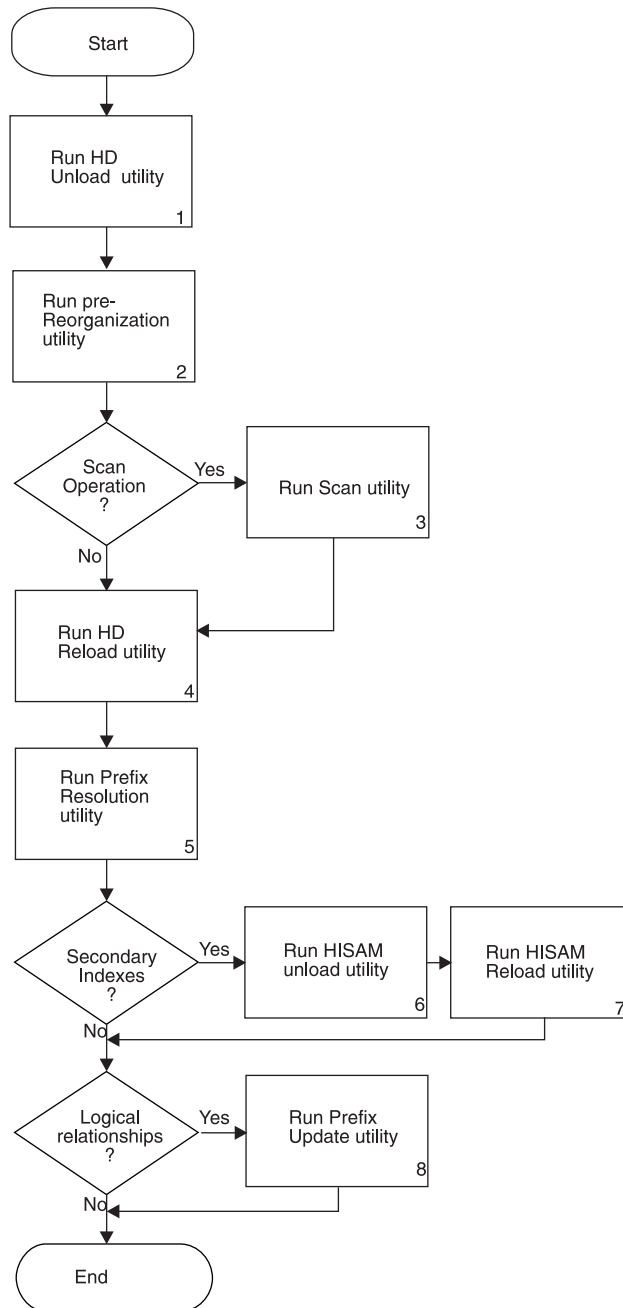 Start
Run HD
Unload utility
1
Run pre-
Reorganization
utility
2
Scan
Operation
?
Yes
No
Run Scan utility
3
Run HD
Reload utility
4
Run Prefix
Resolution
utility
5
Secondary
Indexes
?
Yes
No
Run HISAM
unload utility
6
Run HISAM
Reload utility
7
Logical
relationships
?
Yes
No
Run Prefix
Update utility
8
End